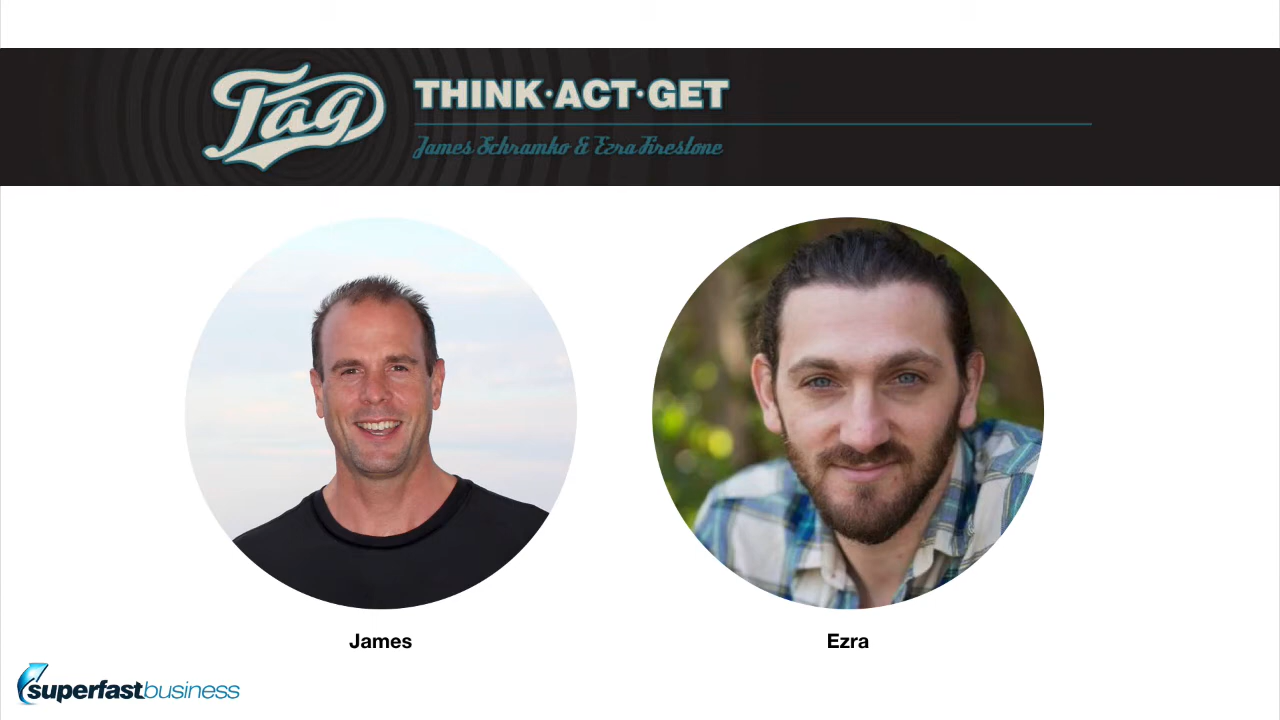 Tag
THINK·ACT·GET
James Schramko & Ezra Firestone
James
Ezra
superfastbusiness